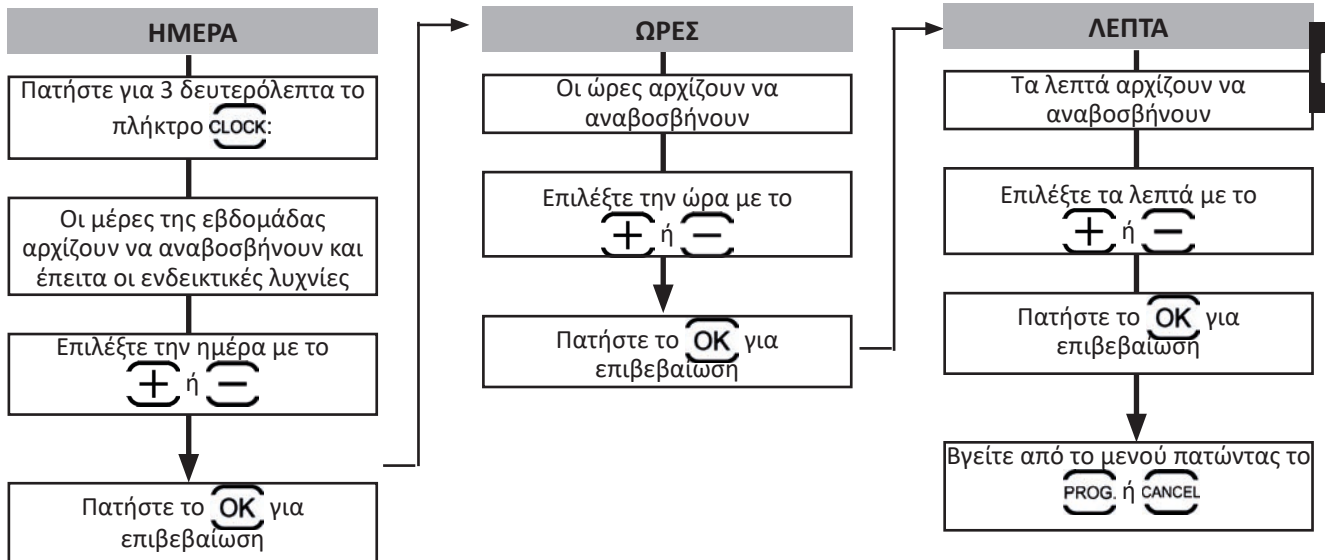 ΗΜΕΡΑ
Πατήστε για 3 δευτερόλεπτα το
πλήκτρο CLOCK:
Οι μέρες της εβδομάδας
αρχίζουν να αναβοσβήνουν και
έπειτα οι ενδεικτικές λυχνίες
Επιλέξτε την ημέρα με το
+ ή −
Πατήστε το OK για
επιβεβαίωση
ΩΡΕΣ
Οι ώρες αρχίζουν να
αναβοσβήνουν
Επιλέξτε την ώρα με το
+ ή −
Πατήστε το OK για
επιβεβαίωση
ΛΕΠΤΑ
Τα λεπτά αρχίζουν να
αναβοσβήνουν
Επιλέξτε τα λεπτά με το
+ ή −
Πατήστε το OK για
επιβεβαίωση
Βγείτε από το μενού πατώντας το
PROG. ή CANCEL